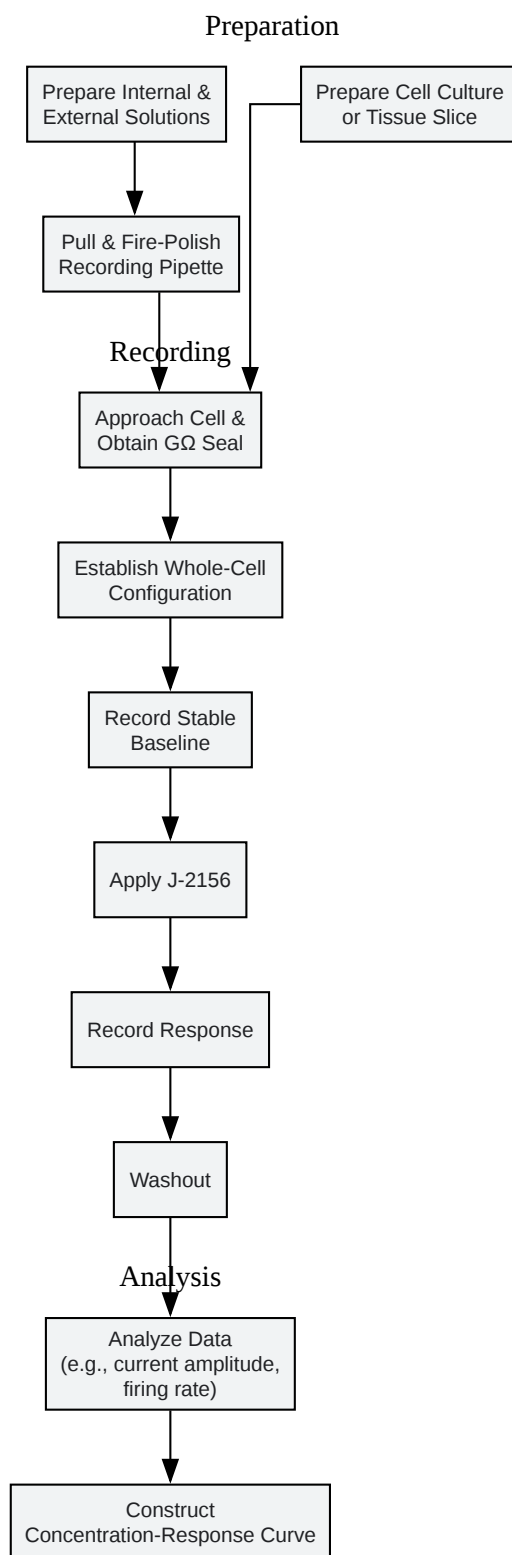 Preparation
Prepare Internal &
External Solutions
Prepare Cell Culture
or Tissue Slice
Pull & Fire-Polish
Recording Pipette
Recording
Approach Cell &
Obtain GΩ Seal
Establish Whole-Cell
Configuration
Record Stable
Baseline
Apply J-2156
Record Response
Washout
Analysis
Analyze Data
(e.g., current amplitude,
firing rate)
Construct
Concentration-Response Curve